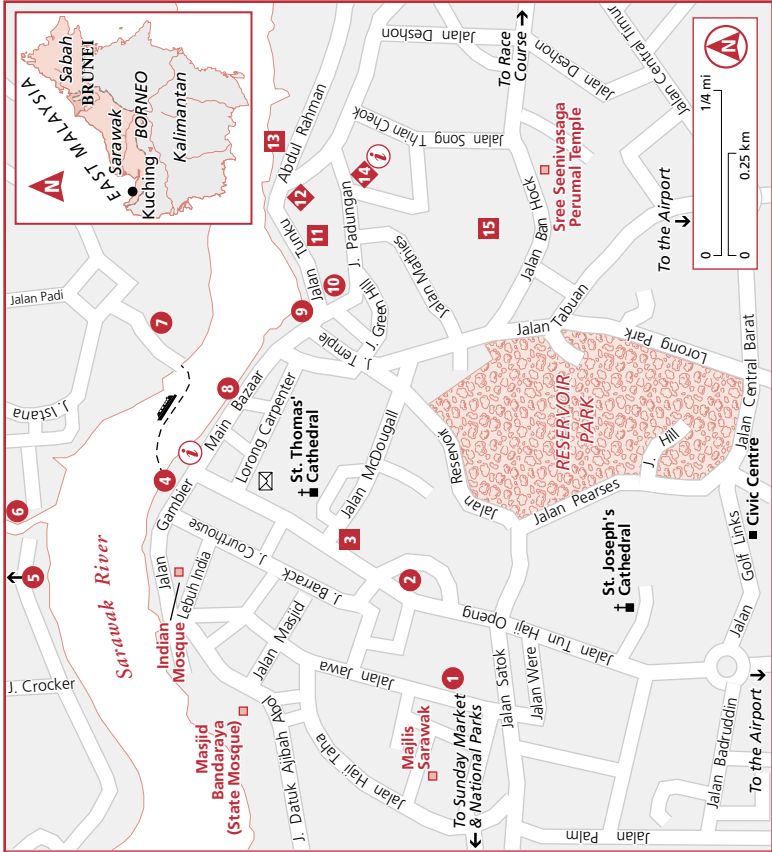 N
EAST MALAYSIA
Sabah
BRUNEI
Sarawak
BORNEO
Kalimantan
Kuching
Jalan Padi
J. Istana
7
6
5
J. Crocker
Sarawak River
Jalan Deshon
To Race
Course
Jalan Deshon
Jalan Central Timur
N
0
1/4 mi
0
0.25 km
13
Abdul Rahman
12
Jalan Tunku
11
14
i
Jalan Song Thian Cheok
J. Padungan
10
9
15
Jalan Ban Hock
Sree Seenivasaga
Perumal Temple
Jalan Mathies
J. Green Hill
J. Temple
Jalan Tabuan
To the Airport
8
Main Bazaar
i
4
Gambier
Jalan
Lorong Carpenter
St. Thomas'
Cathedral
Jalan McDougall
Reservoir
Jalan
RESERVOIR
PARK
Lorong Park
Jalan Central Barat
J. Hill
Jalan Pearses
3
J. Courthouse
Lebuh India
Indian
Mosque
J. Barrack
2
Jalan Masjid
Masjid
Bandaraya
(State Mosque)
J. Datuk Ajibah Abol
Jalan Jawa
Jalan Haji Taha
1
Majlis
Sarawak
To Sunday Market
& National Parks
Jalan Satok
Jalan Were
Jalan Tun Haji Openg
St. Joseph's
Cathedral
Civic Centre
Jalan Golf Links
Jalan Badruddin
To the Airport
Jalan Palm